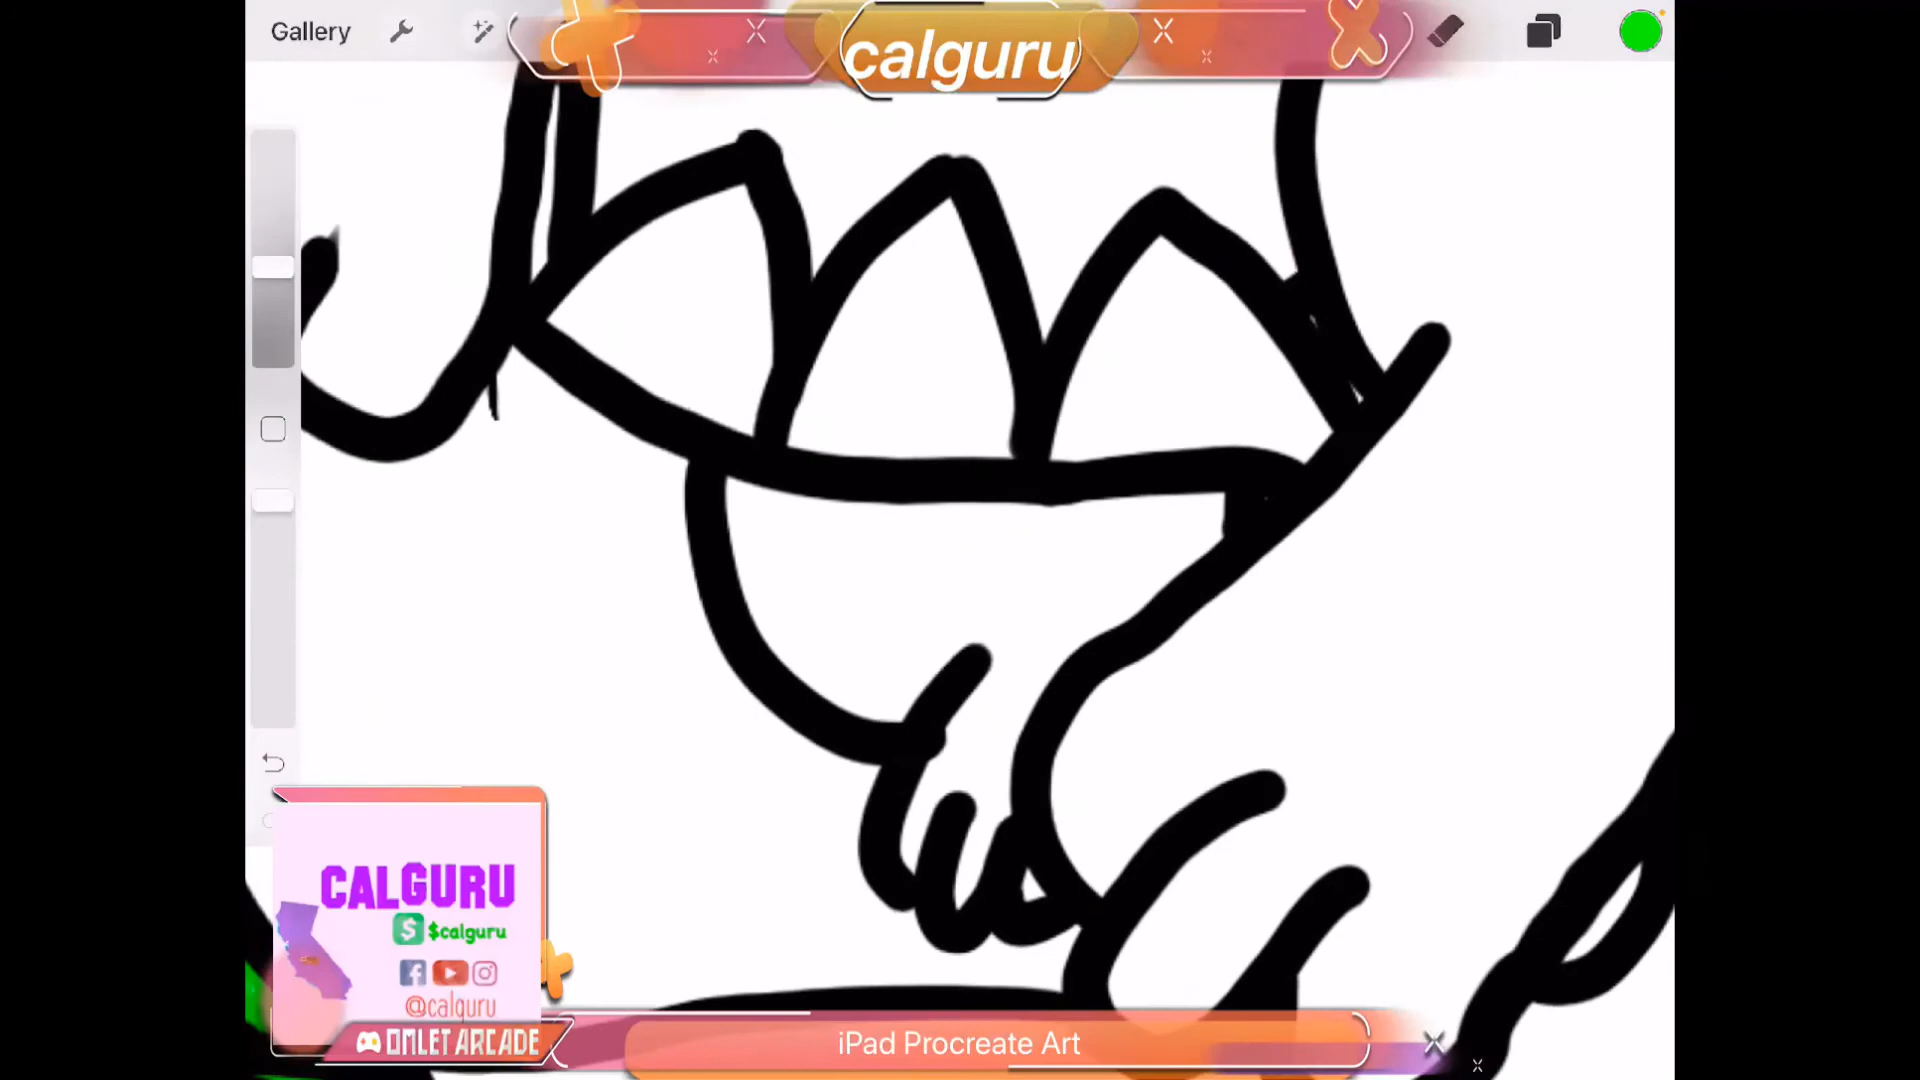 Gallery
calguru
CALGURU
$ $calguru
@calguru
OMLET ARCADE
iPad Procreate Art